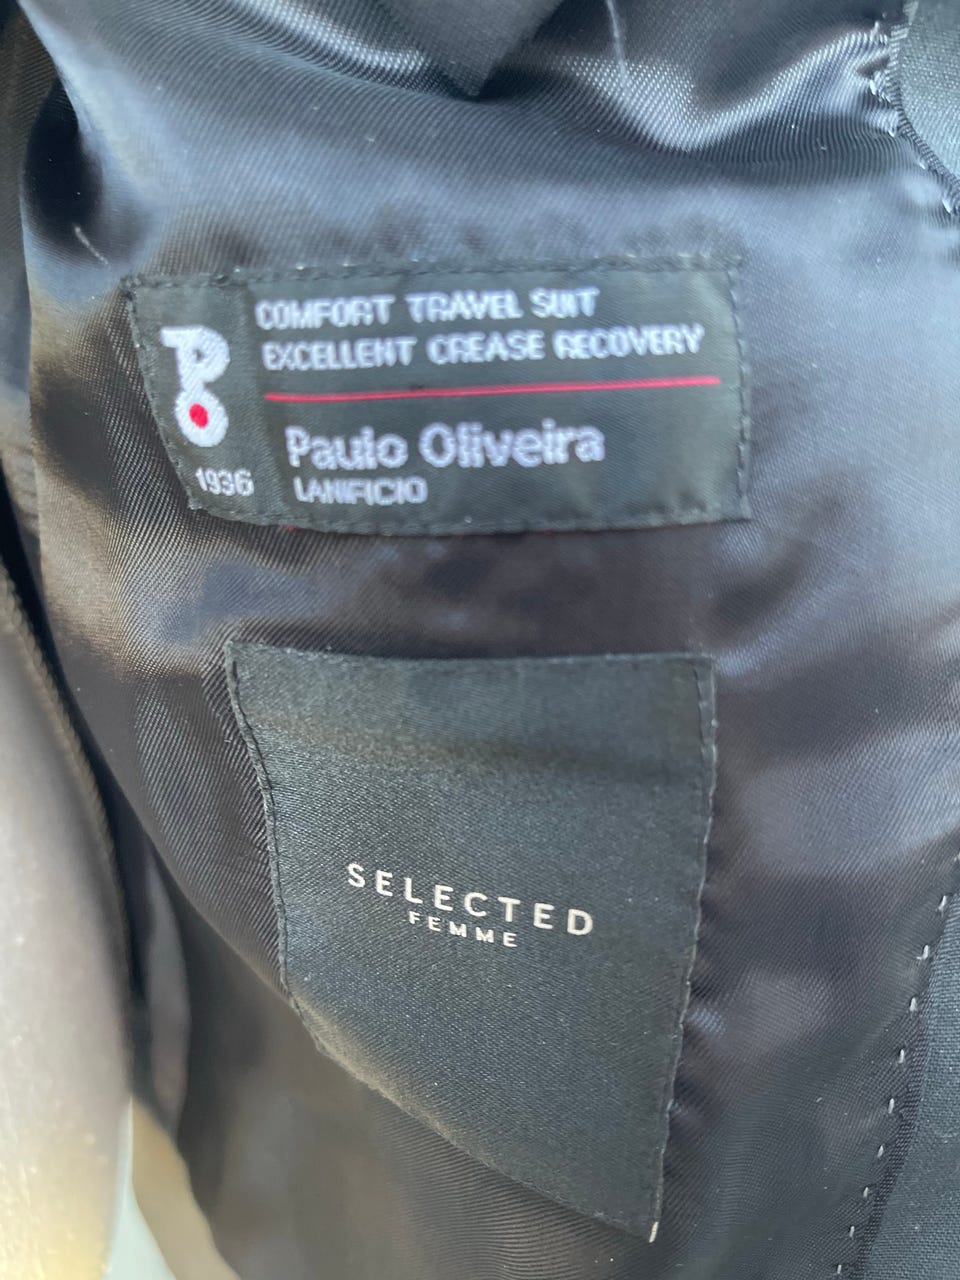 COMFORT TRAVEL SUIT
EXCELLENT CREASE RECOVERY
PO
1936
Paulo Oliveira
LANIFICIO
SELECTED
FEMME